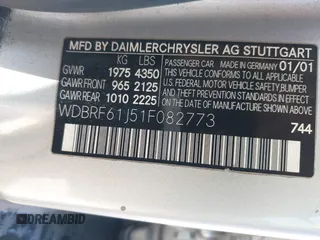 MFD BY DAIMLERCHRYSLER AG STUTTGART
KG LBS PASSENGER CAR MADE IN GERMANY 01/01
GVWR 1975 4350
GAWR FRONT 965 2125
GAWR REAR 1010 2225
THIS VEHICLE CONFORMS TO ALL APPLICABLE
U.S. FEDERAL MOTOR VEHICLE SAFETY,
BUMPER, AND THEFT PREVENTION STANDARDS
IN EFFECT ON THE DATE OF
MANUFACTURE SHOWN ABOVE.
WDBRF61J51F082773
744
DREAMBID